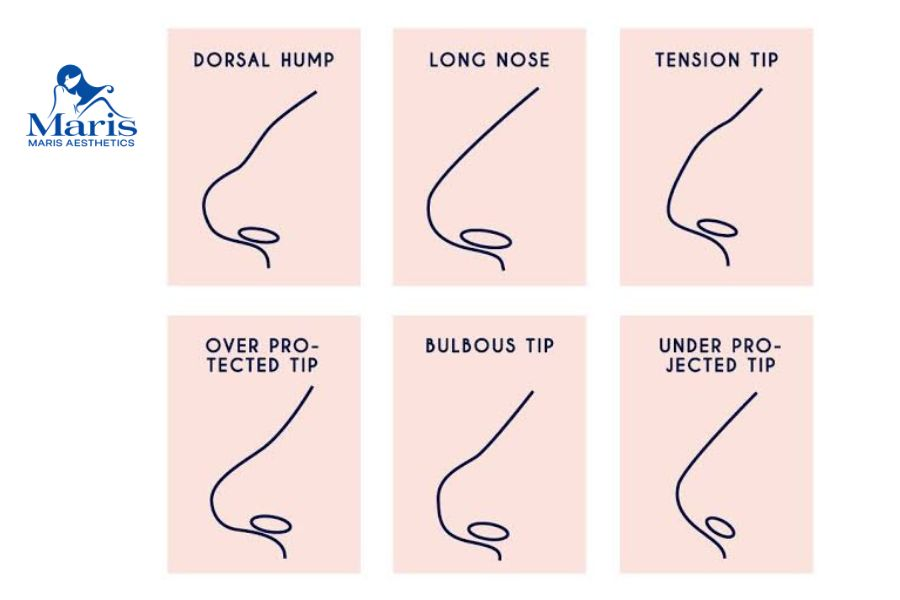 Maris
MARIS AESTHETICS
DORSAL HUMP
LONG NOSE
TENSION TIP
OVER PRO-
TECTED TIP
BULBOUS TIP
UNDER PRO-
JECTED TIP